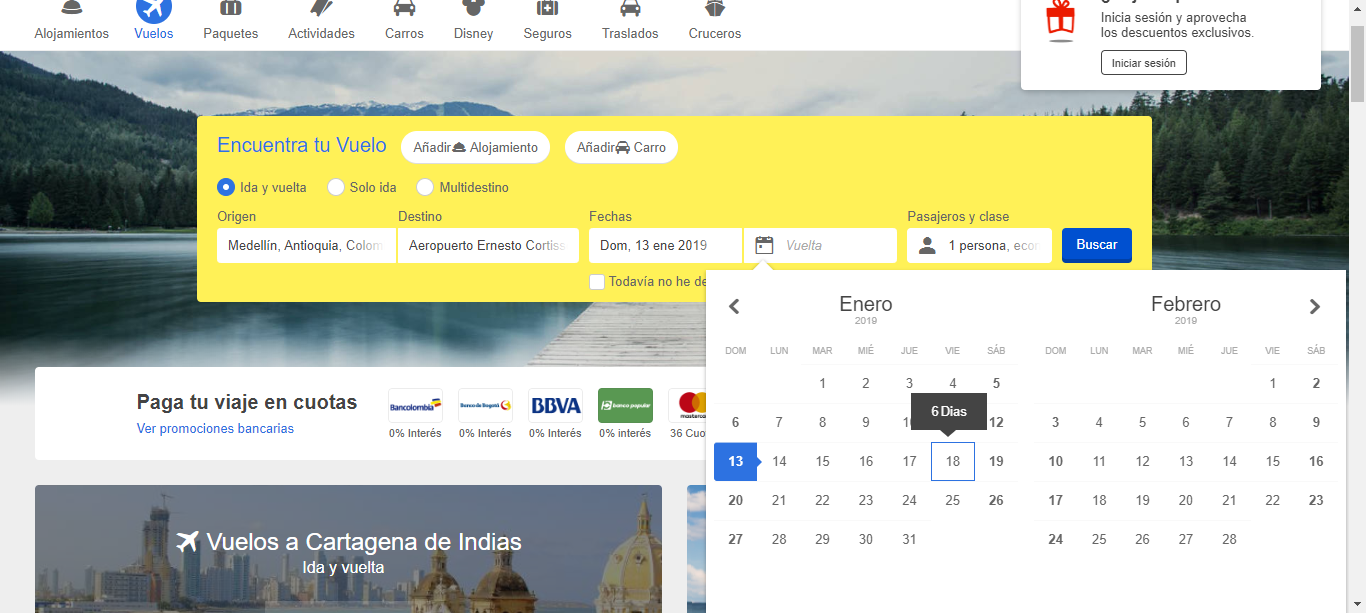 Alojamientos Vuelos Paquetes Actividades Carros Disney Seguros Traslados Cruceros
Inicia sesión y aprovecha
los descuentos exclusivos.
Iniciar sesión
Encuentra tu Vuelo Añadir Alojamiento Añadir Carro
Ida y vuelta Solo ida Multidestino
Origen Destino Fechas Pasajeros y clase
Medellín, Antioquia, Colom Aeropuerto Ernesto Cortiss Dom, 13 ene 2019 Vuelta 1 persona, econ Buscar
Todavía no he de
Enero Febrero
2019 2019
DOM LUN MAR MIÉ JUE VIE SÁB DOM LUN MAR MIÉ JUE VIE SÁB
1 2 3 4 5 1 2
6 Dias
6 7 8 9 12 3 4 5 6 7 8 9
13 14 15 16 17 18 19 10 11 12 13 14 15 16
20 21 22 23 24 25 26 17 18 19 20 21 22 23
27 28 29 30 31 24 25 26 27 28
Paga tu viaje en cuotas
Ver promociones bancarias
Bancolombia Banco de Bogotá BBVA banco popular
0% Interés 0% Interés 0% Interés 0% interés 36 Cuo
Vuelos a Cartagena de Indias
Ida y vuelta